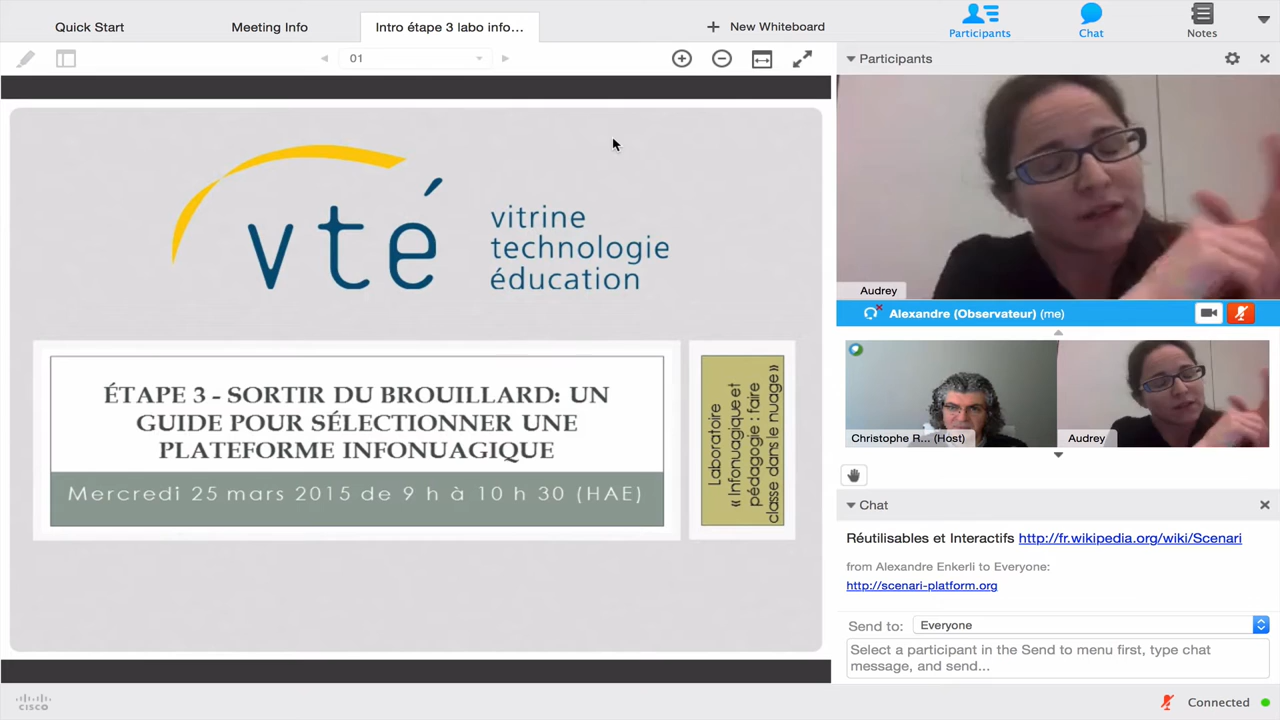 Quick Start
Meeting Info
Intro étape 3 labo info...
+ New Whiteboard
Participants
Chat
Notes
01
vté
vitrine
technologie
éducation
ÉTAPE 3 - SORTIR DU BROUILLARD: UN
GUIDE POUR SÉLECTIONNER UNE
PLATEFORME INFONUAGIQUE
Mercredi 25 mars 2015 de 9 h à 10 h 30 (HAE)
Laboratoire
« Infonuagique et
pédagogie : faire
classe dans le nuage»
Participants
Audrey
Alexandre (Observateur) (me)
Christophe R... (Host)
Audrey
Chat
Réutilisables et Interactifs http://fr.wikipedia.org/wiki/Scenari
from Alexandre Enkerli to Everyone:
http://scenari-platform.org
Send to: Everyone
Select a participant in the Send to menu first, type chat
message, and send...
cisco
Connected